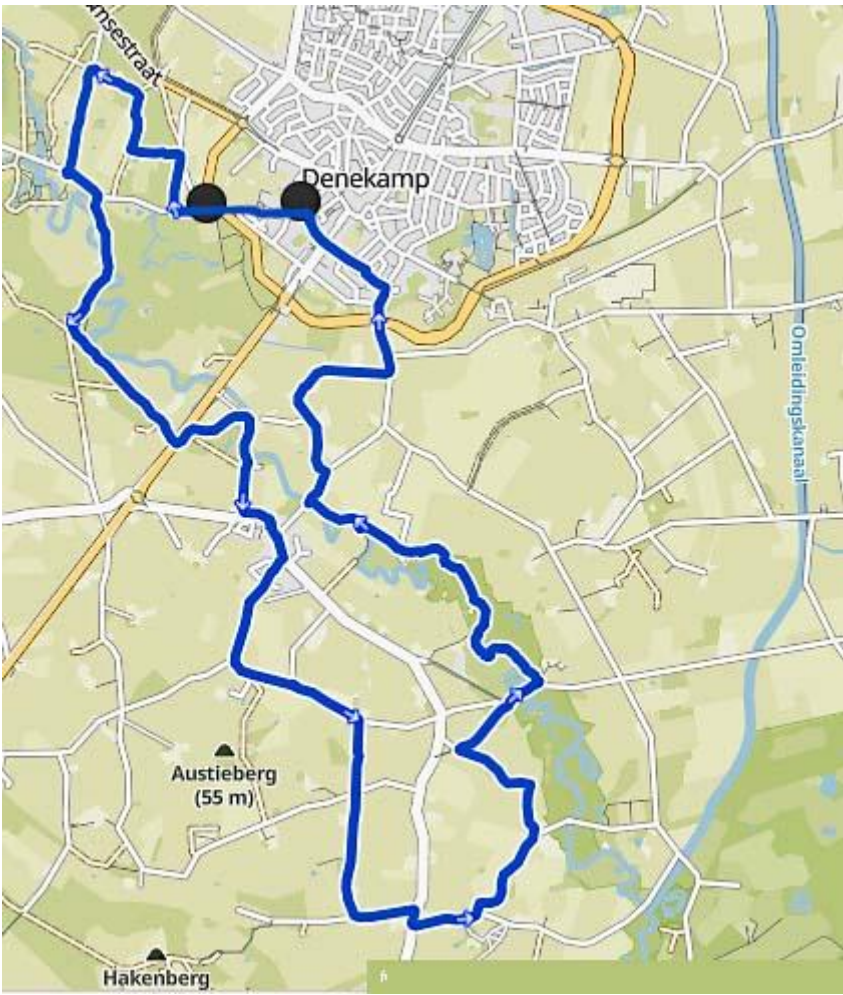 msestraat
Denekamp
Omleidingskanaal
Austieberg
(55 m)
Hakenberg